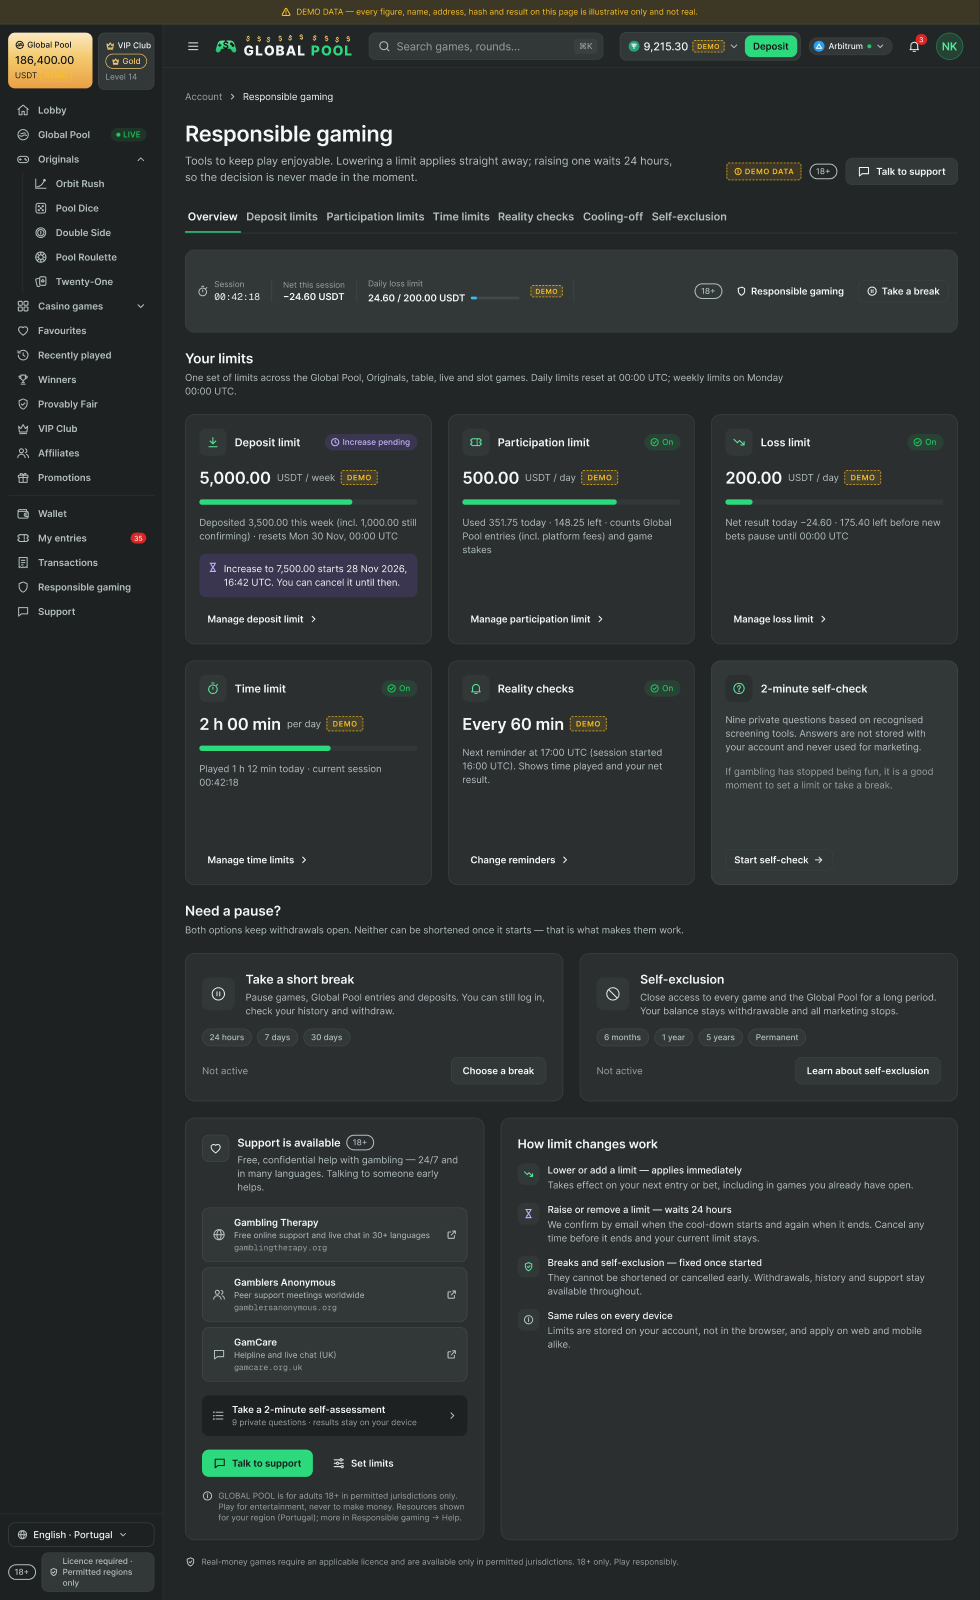 DEMO DATA — every figure, name, address, hash and result on this page is illustrative only and not real.
Global Pool
186,400.00
USDT
VIP Club
Gold
Level 14
GLOBAL POOL
Search games, rounds...
⌘K
9,215.30 DEMO
Deposit
Arbitrum
3
NK
Lobby
Global Pool LIVE
Originals
Orbit Rush
Pool Dice
Double Side
Pool Roulette
Twenty-One
Casino games
Favourites
Recently played
Winners
Provably Fair
VIP Club
Affiliates
Promotions
Wallet
My entries 35
Transactions
Responsible gaming
Support
English · Portugal
18+
Licence required ·
Permitted regions
only
Account > Responsible gaming
Responsible gaming
Tools to keep play enjoyable. Lowering a limit applies straight away; raising one waits 24 hours,
so the decision is never made in the moment.
DEMO DATA
18+
Talk to support
Overview Deposit limits Participation limits Time limits Reality checks Cooling-off Self-exclusion
Session
00:42:18
Net this session
−24.60 USDT
Daily loss limit
24.60 / 200.00 USDT
DEMO
18+
Responsible gaming
Take a break
Your limits
One set of limits across the Global Pool, Originals, table, live and slot games. Daily limits reset at 00:00 UTC; weekly limits on Monday
00:00 UTC.
Deposit limit
Increase pending
5,000.00 USDT / week DEMO
Deposited 3,500.00 this week (incl. 1,000.00 still
confirming) · resets Mon 30 Nov, 00:00 UTC
Increase to 7,500.00 starts 28 Nov 2026,
16:42 UTC. You can cancel it until then.
Manage deposit limit
Participation limit
On
500.00 USDT / day DEMO
Used 351.75 today · 148.25 left · counts Global
Pool entries (incl. platform fees) and game
stakes
Manage participation limit
Loss limit
On
200.00 USDT / day DEMO
Net result today −24.60 · 175.40 left before new
bets pause until 00:00 UTC
Manage loss limit
Time limit
On
2 h 00 min per day DEMO
Played 1 h 12 min today · current session
00:42:18
Manage time limits
Reality checks
On
Every 60 min DEMO
Next reminder at 17:00 UTC (session started
16:00 UTC). Shows time played and your net
result.
Change reminders
2-minute self-check
Nine private questions based on recognised
screening tools. Answers are not stored with
your account and never used for marketing.
If gambling has stopped being fun, it is a good
moment to set a limit or take a break.
Start self-check →
Need a pause?
Both options keep withdrawals open. Neither can be shortened once it starts — that is what makes them work.
Take a short break
Pause games, Global Pool entries and deposits. You can still log in,
check your history and withdraw.
24 hours 7 days 30 days
Not active
Choose a break
Self-exclusion
Close access to every game and the Global Pool for a long period.
Your balance stays withdrawable and all marketing stops.
6 months 1 year 5 years Permanent
Not active
Learn about self-exclusion
Support is available 18+
Free, confidential help with gambling — 24/7 and
in many languages. Talking to someone early
helps.
Gambling Therapy
Free online support and live chat in 30+ languages
gamblingtherapy.org
Gamblers Anonymous
Peer support meetings worldwide
gamblersanonymous.org
GamCare
Helpline and live chat (UK)
gamcare.org.uk
Take a 2-minute self-assessment
9 private questions · results stay on your device
Talk to support
Set limits
GLOBAL POOL is for adults 18+ in permitted jurisdictions only.
Play for entertainment, never to make money. Resources shown
for your region (Portugal); more in Responsible gaming → Help.
How limit changes work
Lower or add a limit — applies immediately
Takes effect on your next entry or bet, including in games you already have open.
Raise or remove a limit — waits 24 hours
We confirm by email when the cool-down starts and again when it ends. Cancel any
time before it ends and your current limit stays.
Breaks and self-exclusion — fixed once started
They cannot be shortened or cancelled early. Withdrawals, history and support stay
available throughout.
Same rules on every device
Limits are stored on your account, not in the browser, and apply on web and mobile
alike.
Real-money games require an applicable licence and are available only in permitted jurisdictions. 18+ only. Play responsibly.